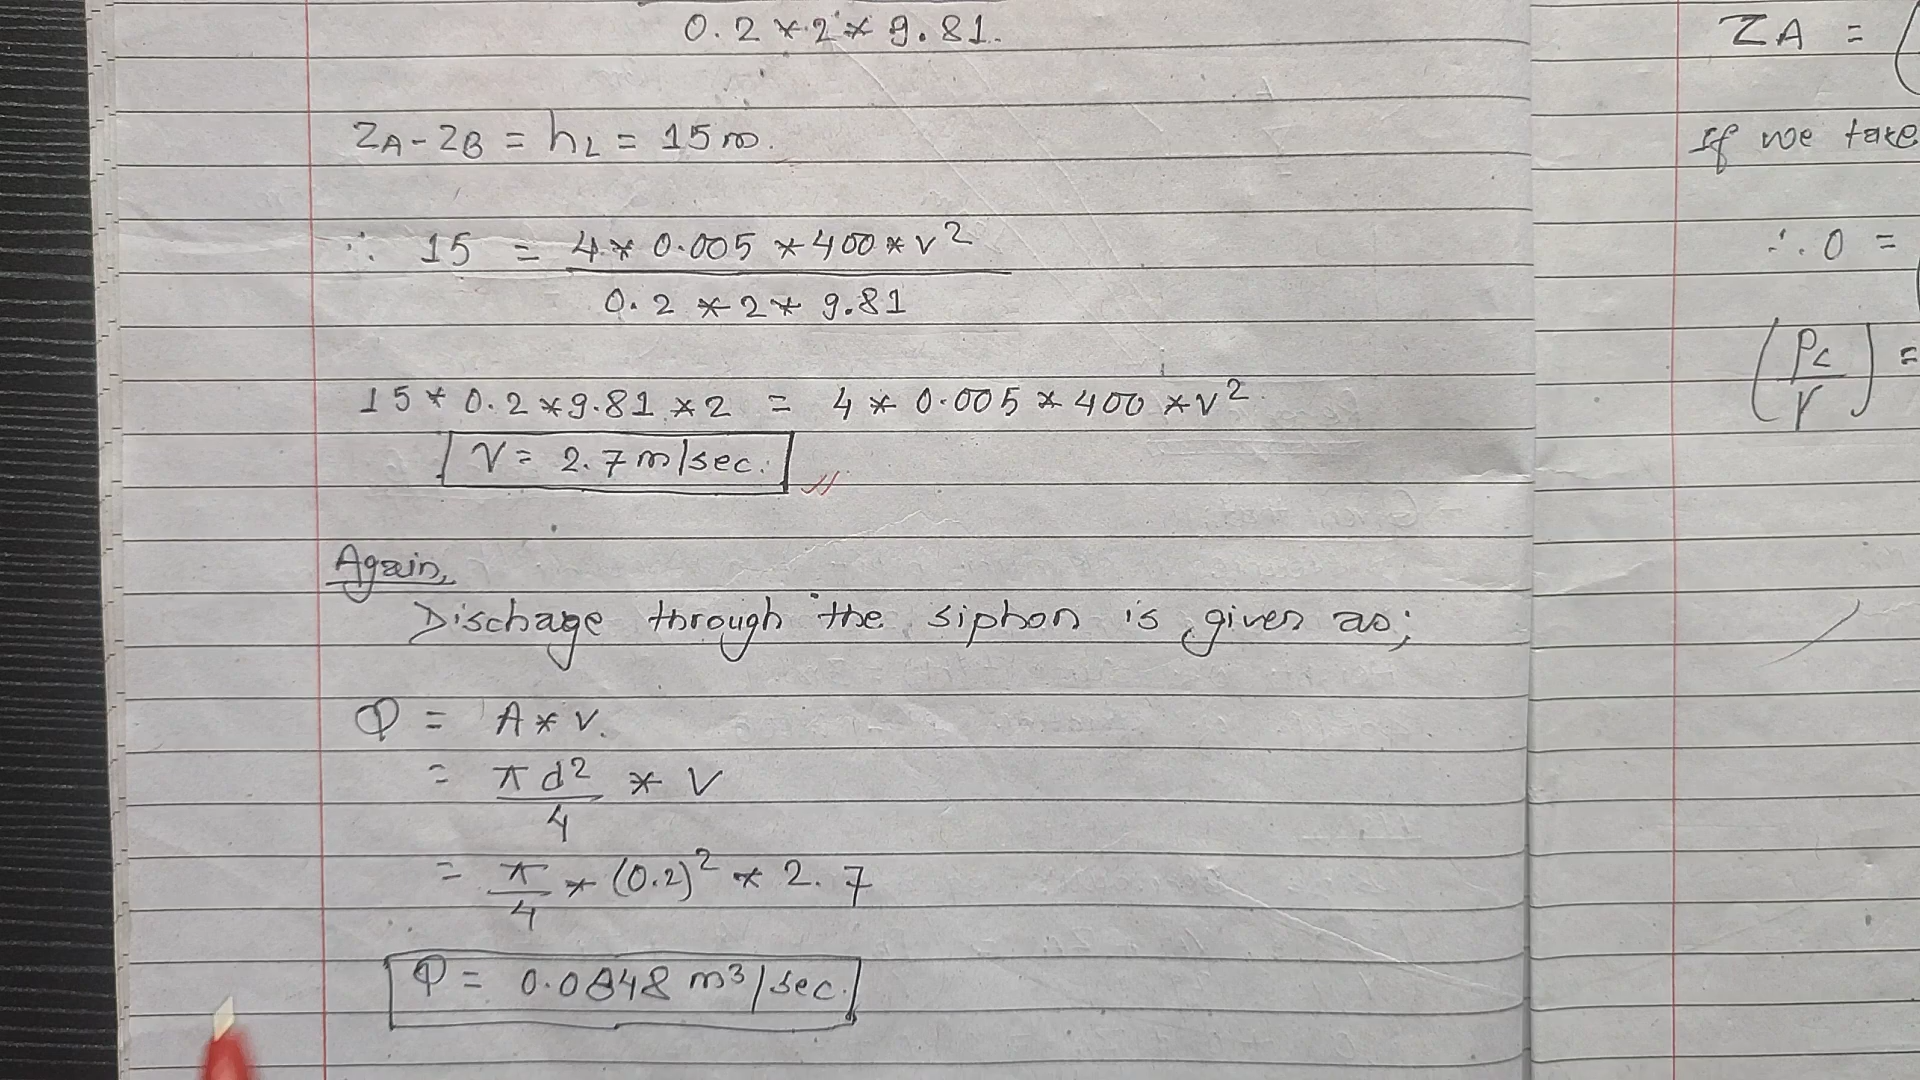 0.2 * 2 * 9.81.
ZA - ZB = hL = 15 m.
∴ 15 = 4 * 0.005 * 400 * v²
0.2 * 2 * 9.81
15 * 0.2 * 9.81 * 2 = 4 * 0.005 * 400 * v²
V = 2.7 m/sec.
Again,
Dischage through the siphon is given as;
Q = A * V.
= πd² * V
4
= π * (0.2)² * 2.7
4
Q = 0.0848 m³/sec.
ZA = (
If we take
∴ 0 =
(Pc) =
γ